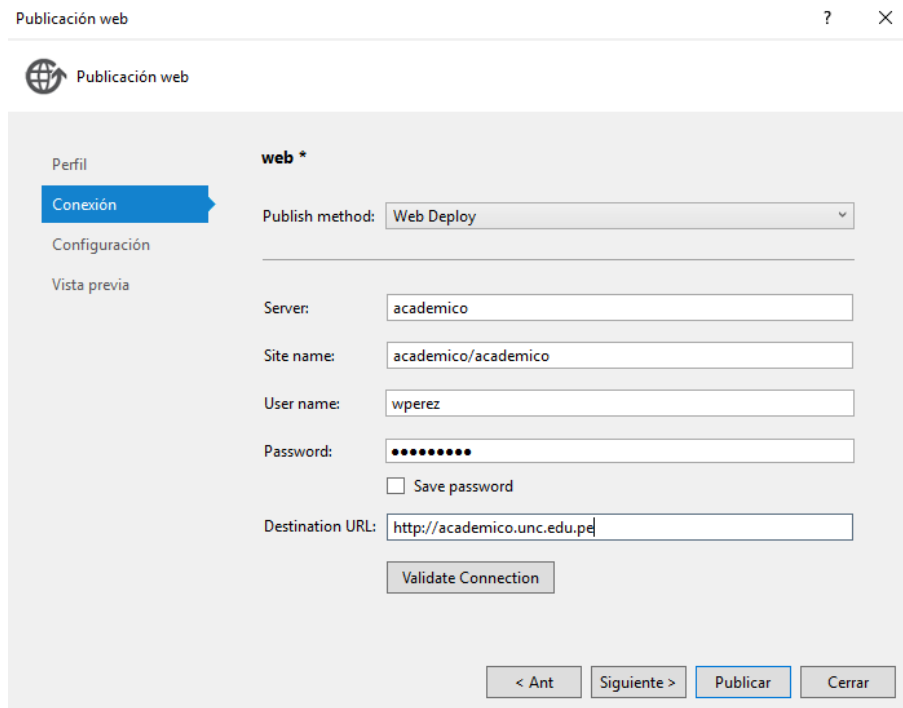 Publicación web
?
Publicación web
Perfil
Conexión
Configuración
Vista previa
web *
Publish method: Web Deploy
Server: academico
Site name: academico/academico
User name: wperez
Password: •••••••••
Save password
Destination URL: http://academico.unc.edu.pe
Validate Connection
< Ant Siguiente > Publicar Cerrar